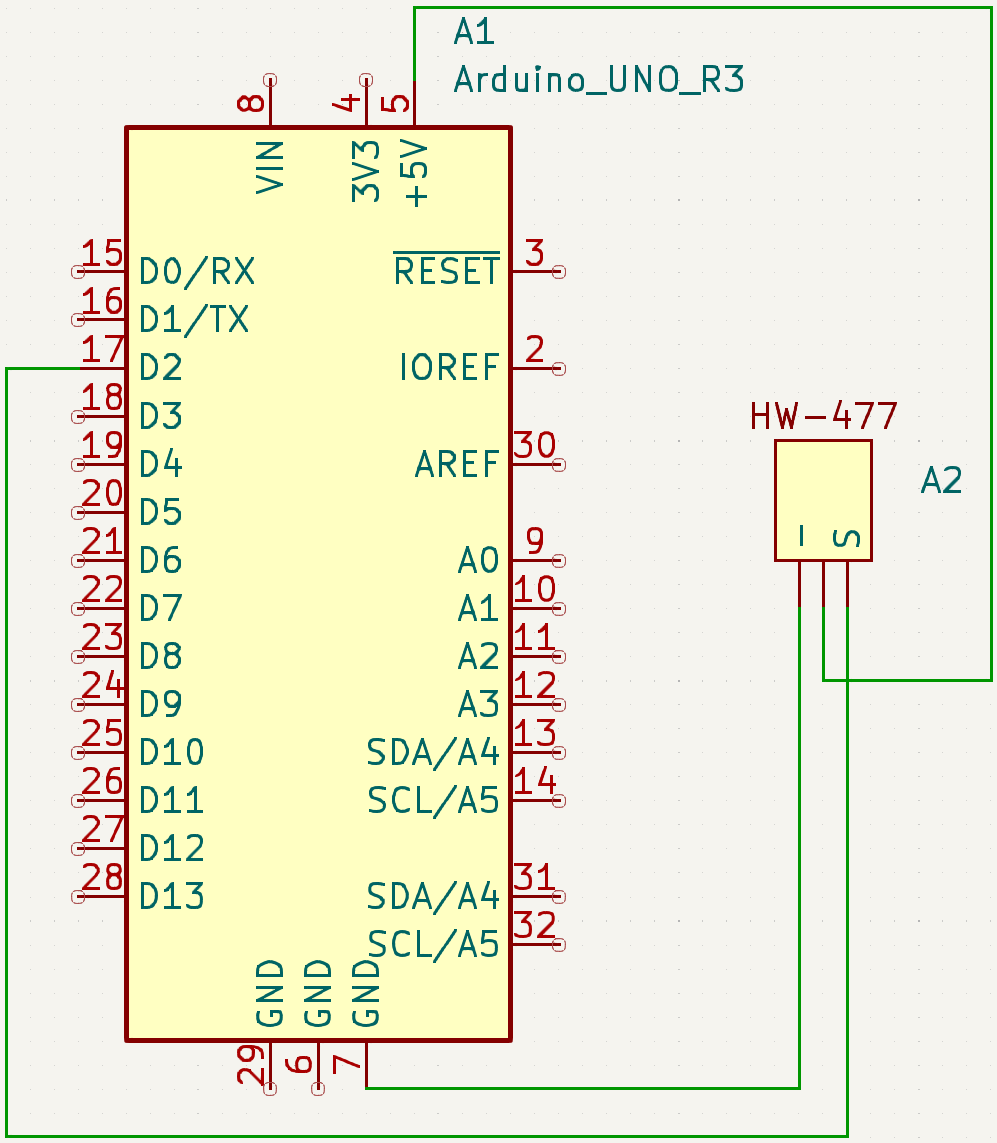 A1
Arduino_UNO_R3
8
4
5
VIN
3V3
+5V
15
D0/RX
RESET
3
16
D1/TX
17
D2
IOREF
2
18
D3
19
D4
AREF
30
20
D5
21
D6
A0
9
22
D7
A1
10
23
D8
A2
11
24
D9
A3
12
25
D10
SDA/A4
13
26
D11
SCL/A5
14
27
D12
28
D13
SDA/A4
31
SCL/A5
32
GND
GND
GND
29
6
7
HW-477
A2
–
S